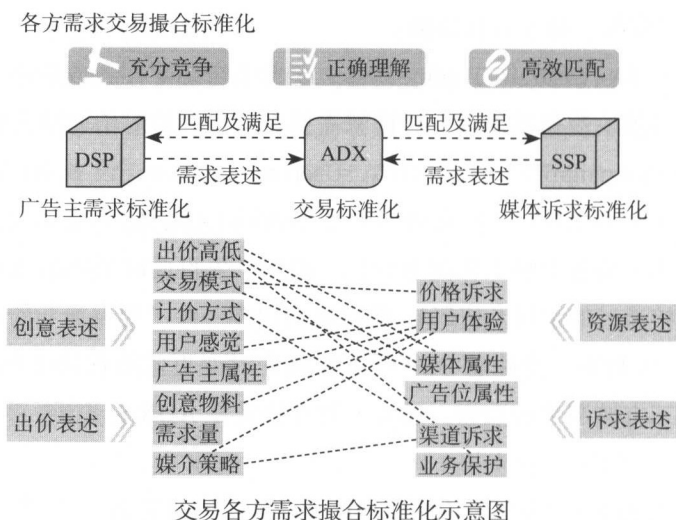 各方需求交易撮合标准化
充分竞争 正确理解 高效匹配
匹配及满足 匹配及满足
DSP ADX SSP
需求表述 需求表述
广告主需求标准化 交易标准化 媒体诉求标准化
出价高低
交易模式
计价方式
用户感觉
广告主属性
创意物料
需求量
媒介策略
创意表述
出价表述
价格诉求
用户体验
媒体属性
广告位属性
渠道诉求
业务保护
资源表述
诉求表述
交易各方需求撮合标准化示意图